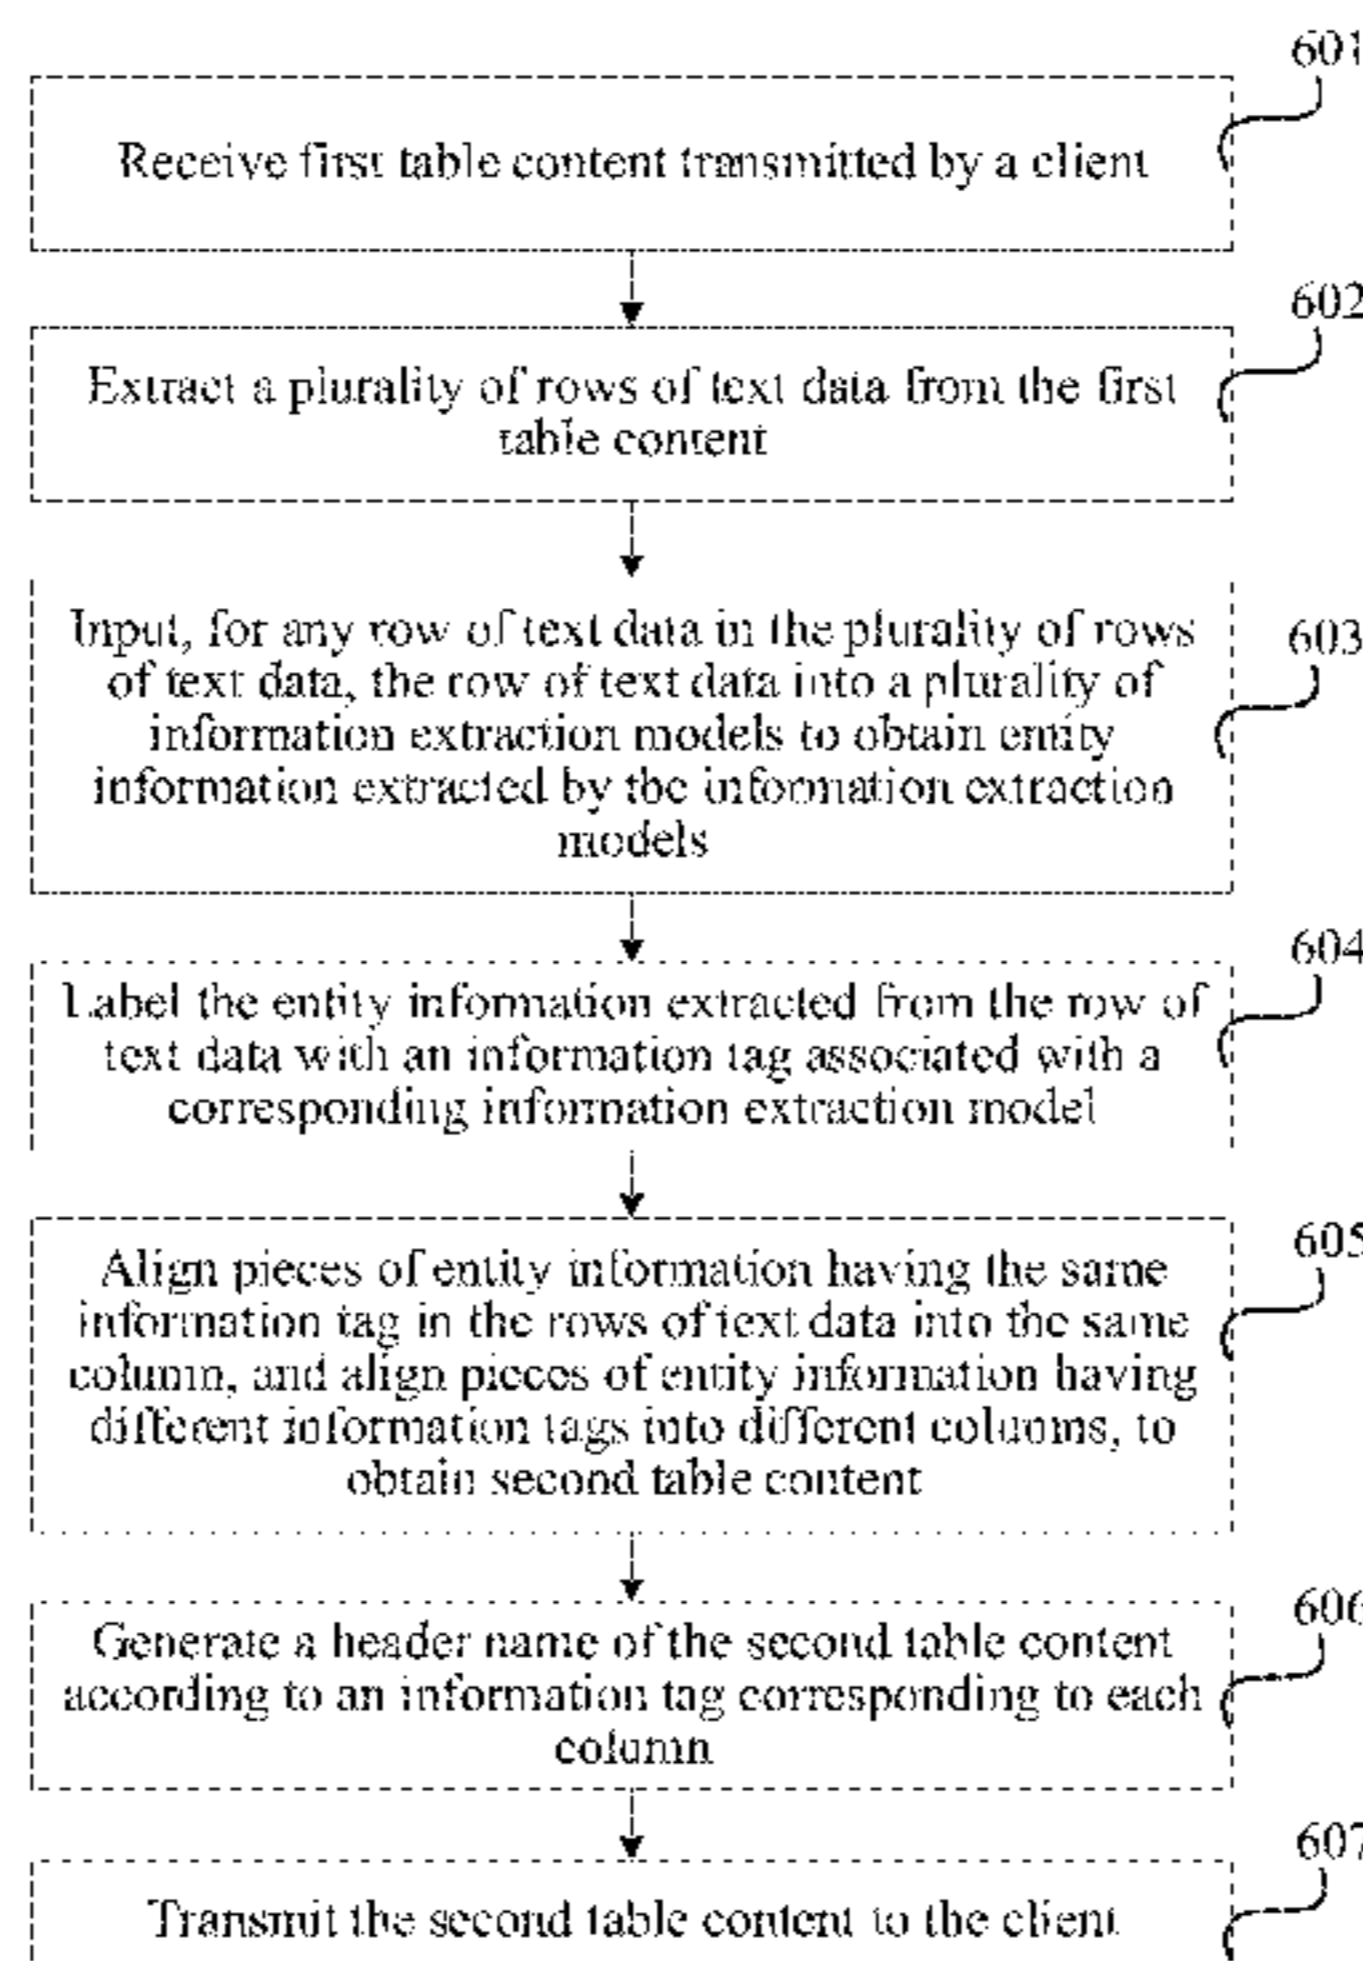 601
Receive first table content transmitted by a client
602
Extract a plurality of rows of text data from the first
table content
Input, for any row of text data in the plurality of rows
of text data, the row of text data into a plurality of
information extraction models to obtain entity
information extracted by the information extraction
models
603
604
Label the entity information extracted from the row of
text data with an information tag associated with a
corresponding information extraction model
605
Align pieces of entity information having the same
information tag in the rows of text data into the same
column, and align pieces of entity information having
different information tags into different columns, to
obtain second table content
606
Generate a header name of the second table content
according to an information tag corresponding to each
column
607
Transmit the second table content to the client